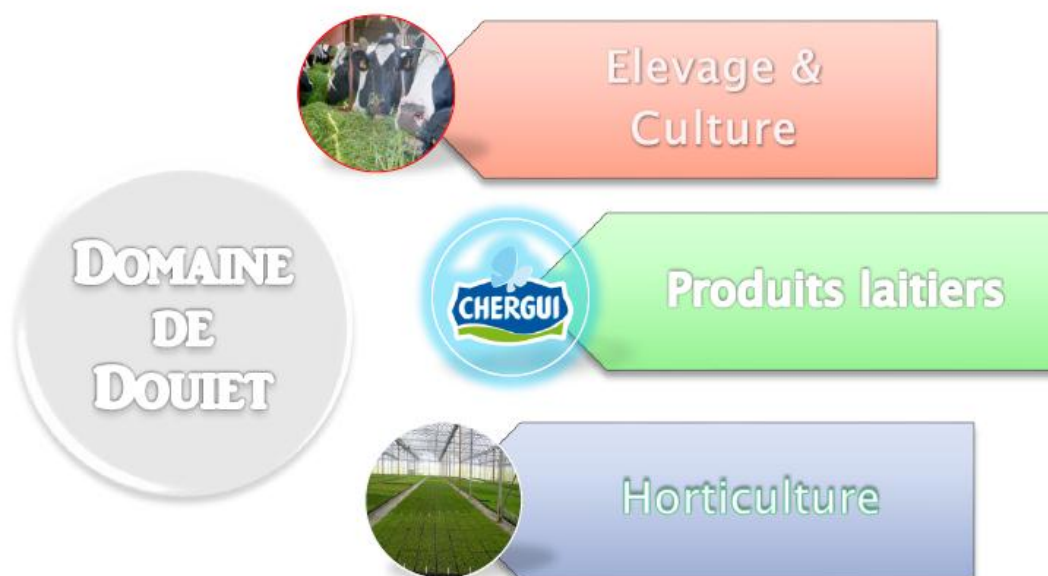 DOMAINE
DE
DOUIET
Elevage &
Culture
CHERGUI
Produits laitiers
Horticulture